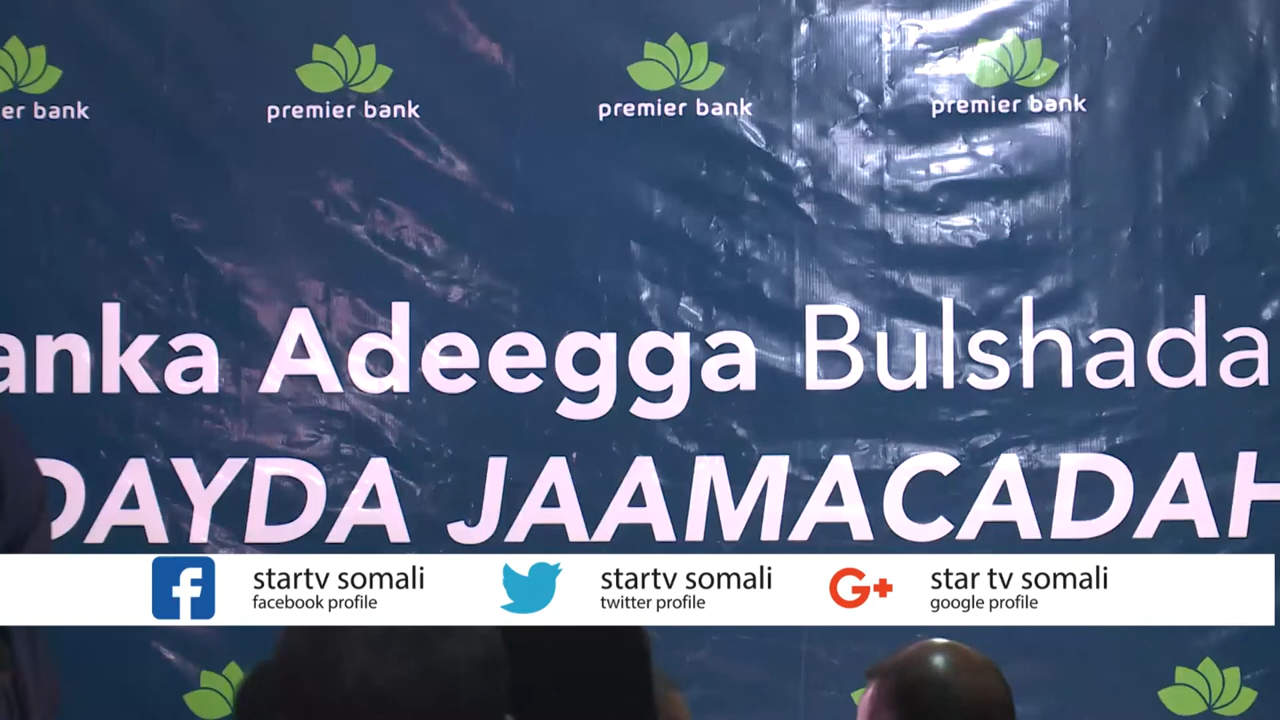 er bank
premier bank
premier bank
premier bank
anka Adeegga Bulshada
DAYDA JAAMACADAH
startv somali
facebook profile
startv somali
twitter profile
G+
star tv somali
google profile